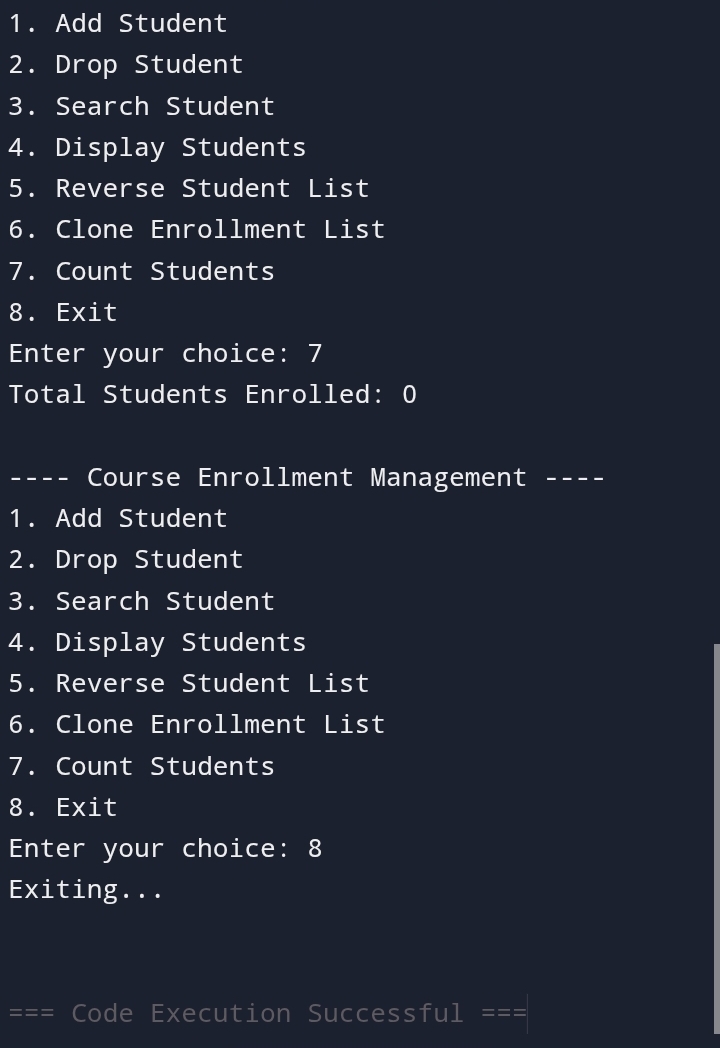 1. Add Student
2. Drop Student
3. Search Student
4. Display Students
5. Reverse Student List
6. Clone Enrollment List
7. Count Students
8. Exit
Enter your choice: 7
Total Students Enrolled: 0
---- Course Enrollment Management ----
1. Add Student
2. Drop Student
3. Search Student
4. Display Students
5. Reverse Student List
6. Clone Enrollment List
7. Count Students
8. Exit
Enter your choice: 8
Exiting...
=== Code Execution Successful ===